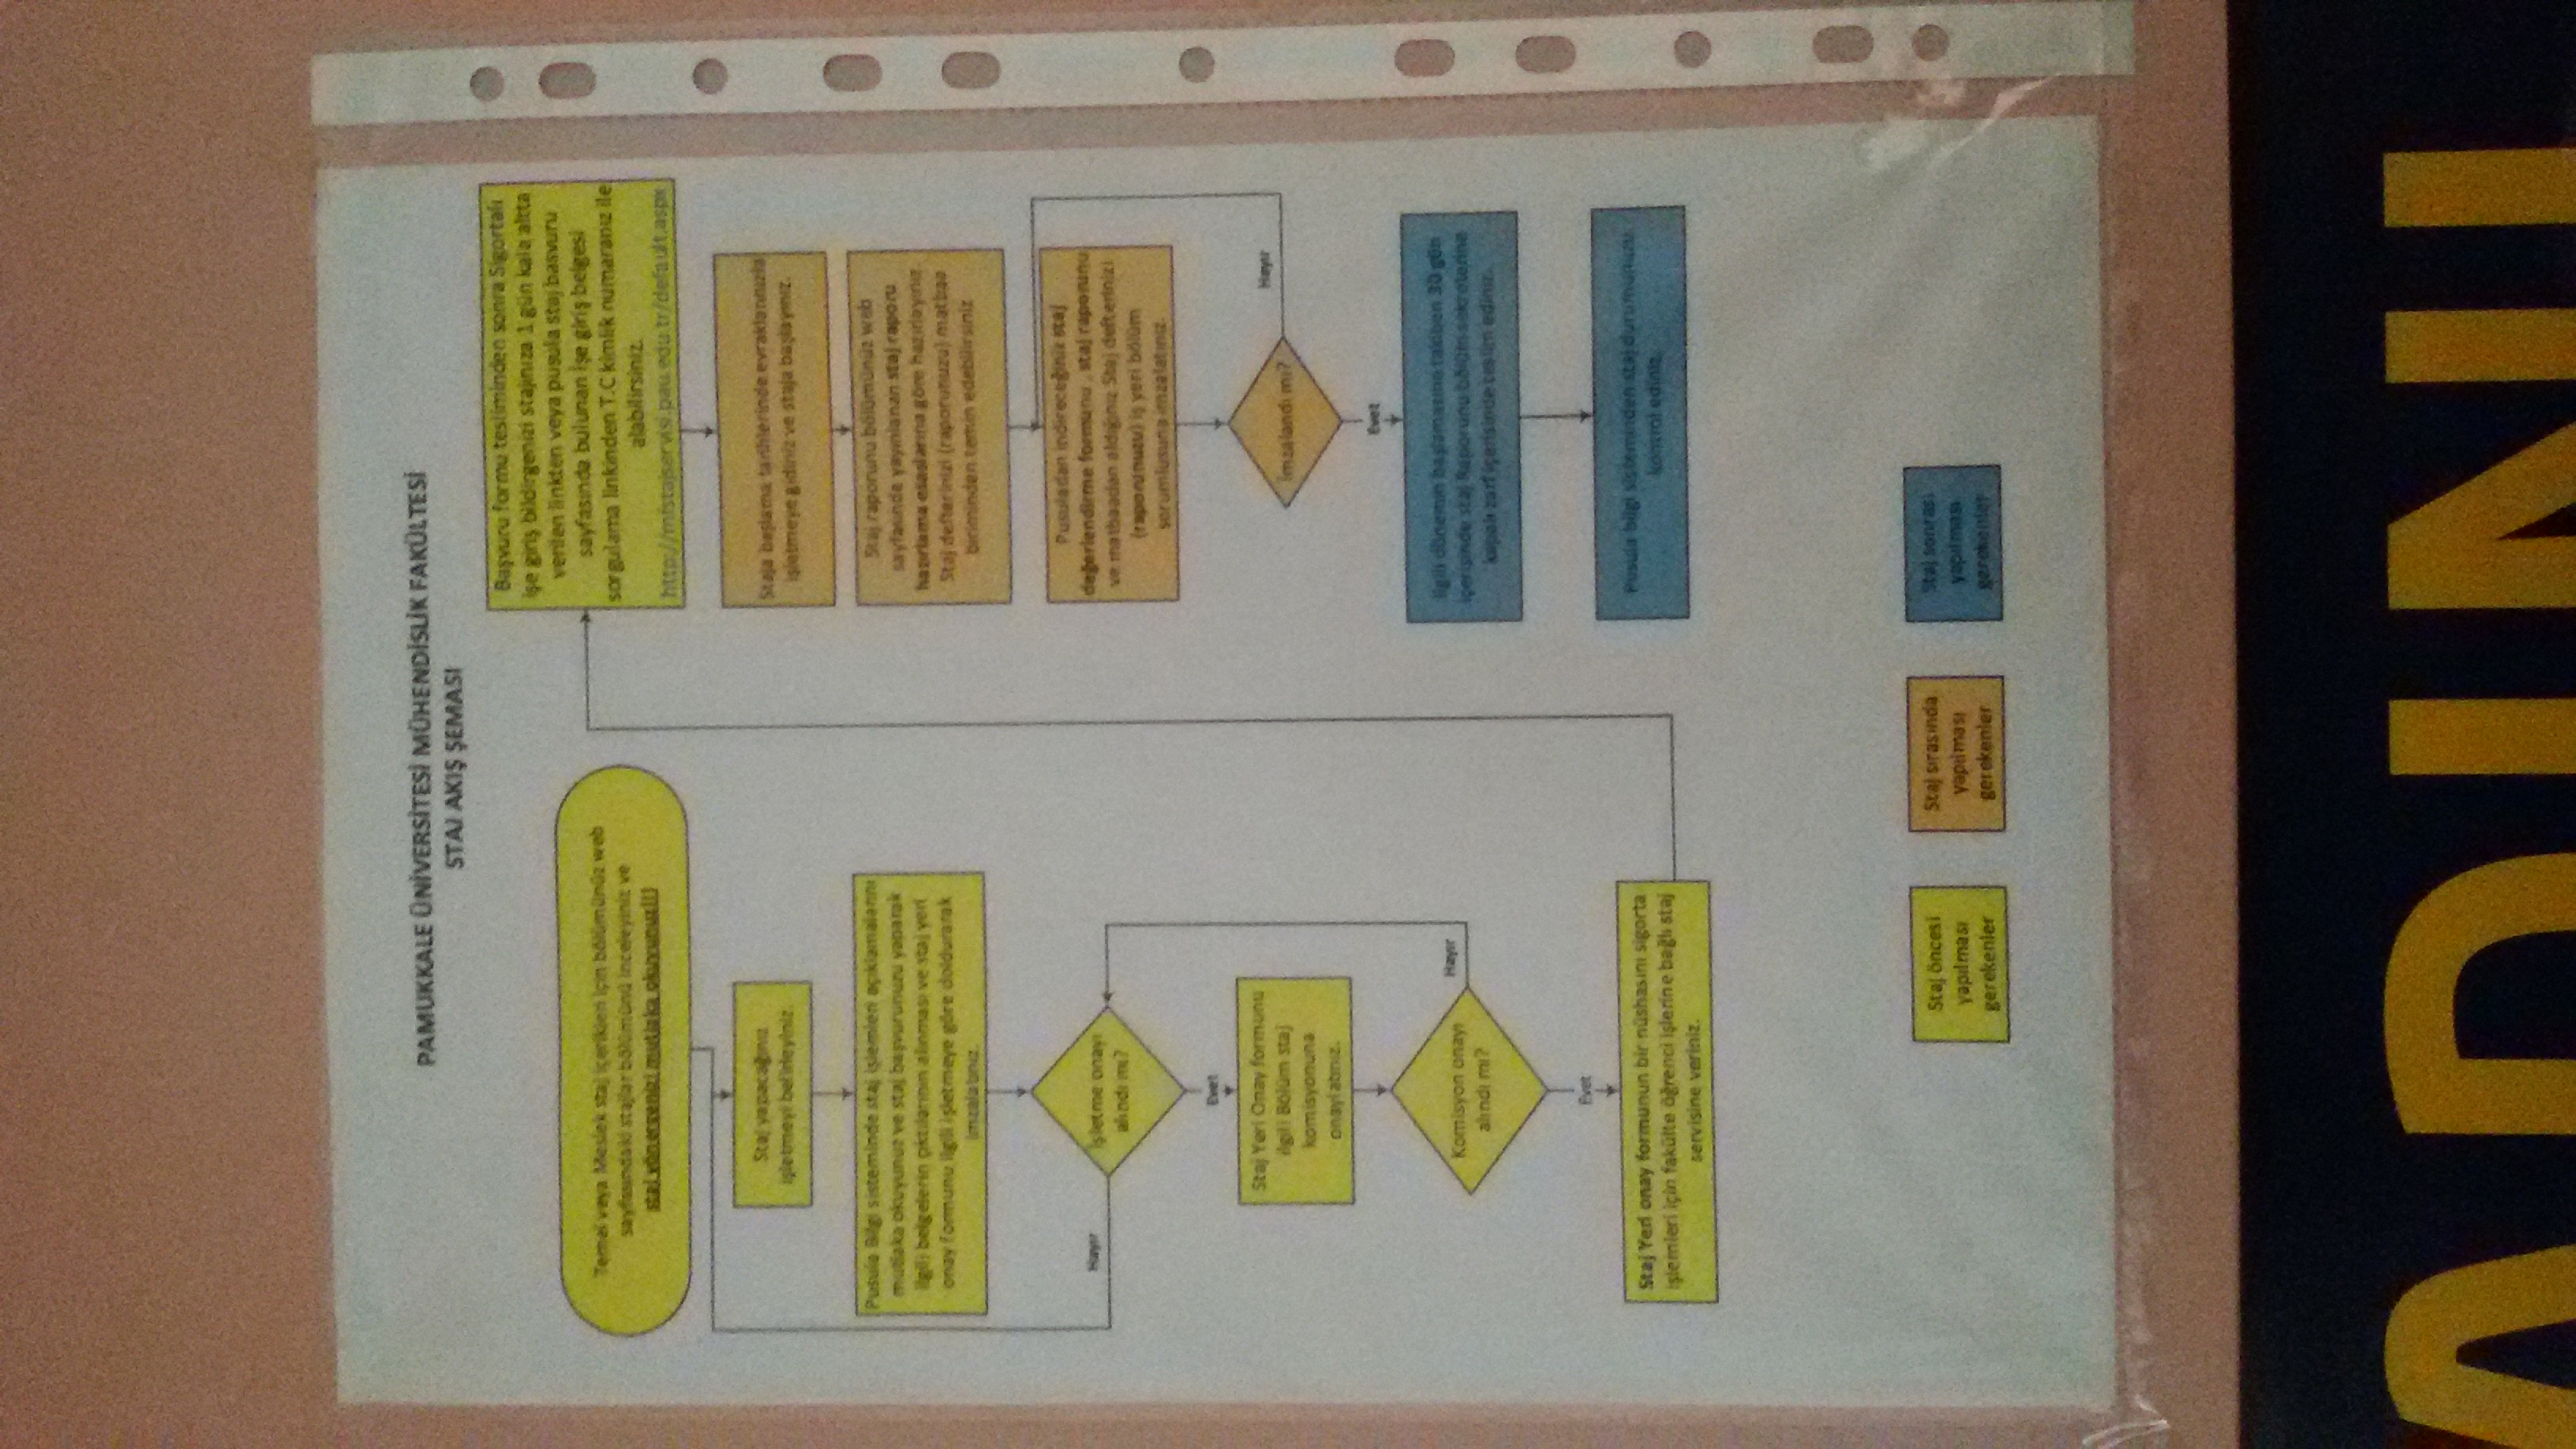 PAMUKKALE ÜNİVERSİTESİ MÜHENDİSLİK FAKÜLTESİ
STAJ AKIŞ ŞEMASI
Temel veya Meslek staj içerikleri için bölümünüz web
sayfasındaki stajlar bölümünü inceleyiniz ve
staj yönergenizi mutlaka okuyunuz!!!
Staj yapacağınız
işletmeyi belirleyiniz.
Pusula Bilgi sisteminde staj işlemleri açıklamalarını
mutlaka okuyunuz ve staj başvurunuzu yaparak
ilgili belgelerin çıktılarının alınması ve staj yeri
onay formunu ilgili işletmeye göre doldurarak
imzalatınız.
İşletme onayı
alındı mı?
Hayır
Evet
Staj Yeri Onay formunu
ilgili Bölüm staj
komisyonuna
onaylatınız.
Komisyon onayı
alındı mı?
Hayır
Evet
Staj Yeri onay formunun bir nüshasını sigorta
işlemleri için fakülte öğrenci işlerine bağlı staj
servisine veriniz.
Başvuru formu tesliminden sonra Sigortalı
işe giriş bildirgenizi stajınıza 1 gün kala altta
verilen linkten veya pusula staj basvuru
sayfasında bulunan İşe giriş belgesi
sorgulama linkinden T.C kimlik numaranız ile
alabilirsiniz.
http://mfstajservisi.pau.edu.tr/default.aspx
Staja başlama tarihlerinde evraklarınızla
işletmeye gidiniz ve staja başlayınız.
Staj raporunu bölümünüz web
sayfasında yayınlanan staj raporu
hazırlama esaslarına göre hazırlayınız.
Staj defterinizi (raporunuzu) matbaa
biriminden temin edebilirsiniz
Pusuladan indireceğiniz staj
değerlendirme formunu , staj raporunu
ve matbaadan aldığınız Staj defterinizi
(raporunuzu) iş yeri bölüm
sorumlusuna imzalatınız.
İmzalandı mı?
Hayır
Evet
İlgili dönemin başlamasına takiben 30 gün
içerisinde staj Raporunu bölüm sekreterine
kapalı zarf içerisinde teslim ediniz.
Pusula bilgi sisteminden staj durumunuzu
kontrol ediniz.
Staj öncesi
yapılması
gerekenler
Staj sırasında
yapılması
gerekenler
Staj sonrası
yapılması
gerekenler
ADINI